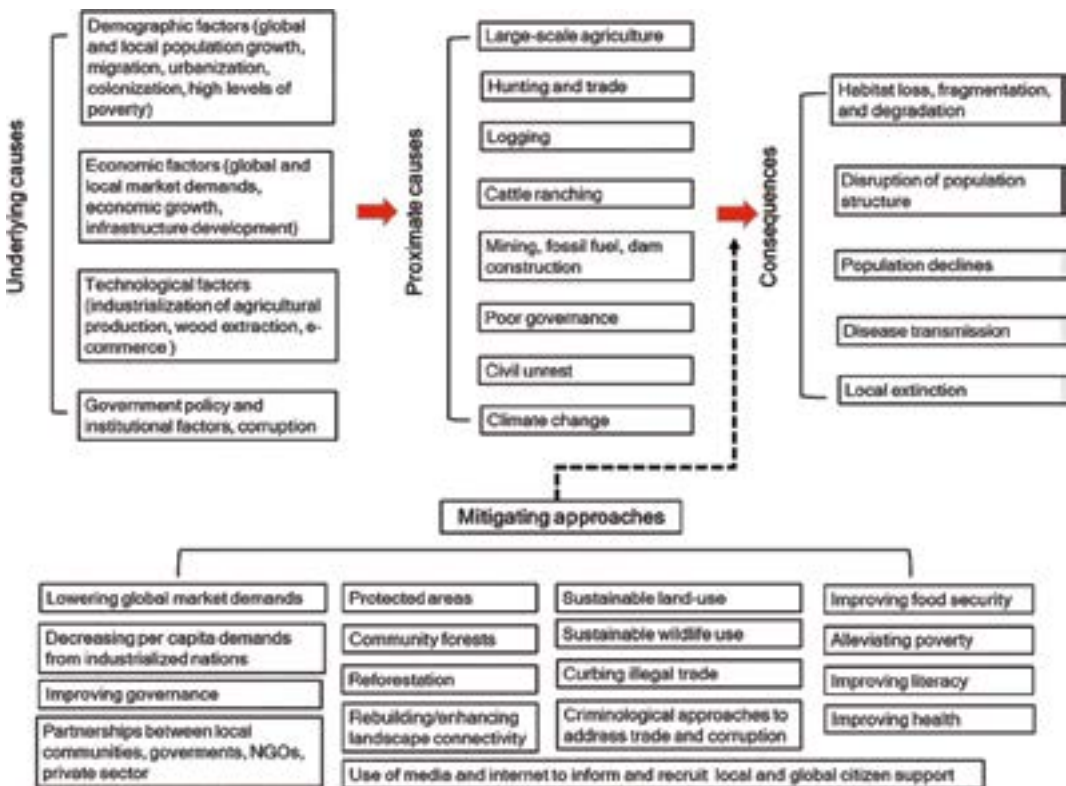 Underlying causes
Demographic factors (global
and local population growth,
migration, urbanization,
colonization, high levels of
poverty)
Economic factors (global and
local market demands,
economic growth,
infrastructure development)
Technological factors
(industrialization of agricultural
production, wood extraction, e-
commerce )
Government policy and
institutional factors, corruption
Proximate causes
Large-scale agriculture
Hunting and trade
Logging
Cattle ranching
Mining, fossil fuel, dam
construction
Poor governance
Civil unrest
Climate change
Consequences
Habitat loss, fragmentation,
and degradation
Disruption of population
structure
Population declines
Disease transmission
Local extinction
Mitigating approaches
Lowering global market demands
Decreasing per capita demands
from industrialized nations
Improving governance
Partnerships between local
communities, goverments, NGOs,
private sector
Protected areas
Community forests
Reforestation
Rebuilding/enhancing
landscape connectivity
Sustainable land-use
Sustainable wildlife use
Curbing illegal trade
Criminological approaches to
address trade and corruption
Improving food security
Alleviating poverty
Improving literacy
Improving health
Use of media and internet to inform and recruit local and global citizen support